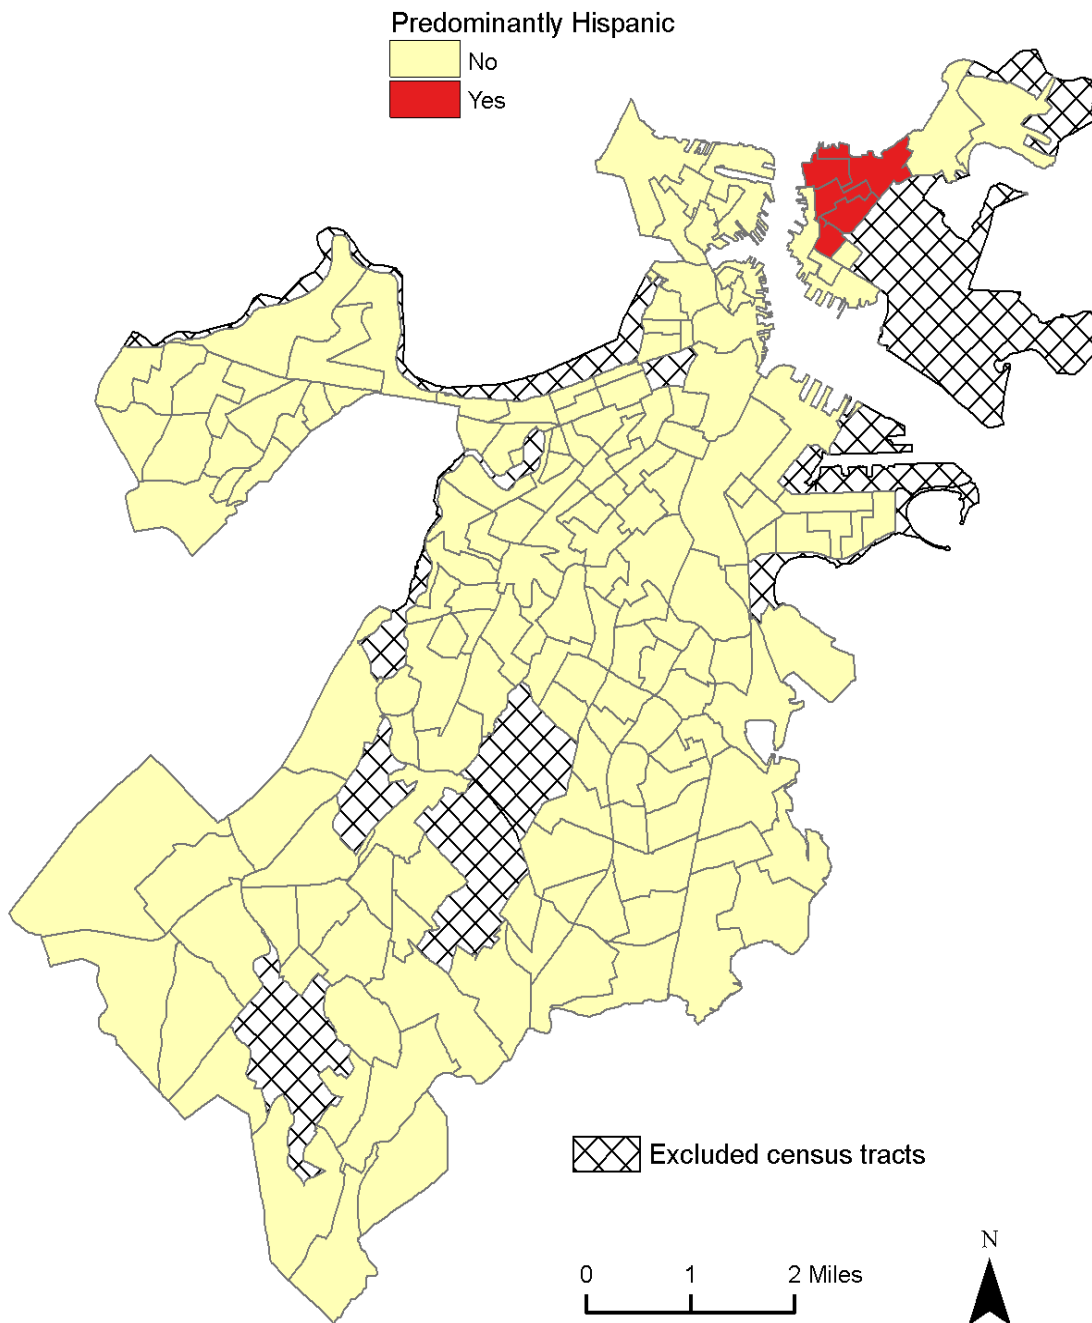 Predominantly Hispanic
No
Yes
Excluded census tracts
N
0 1 2 Miles